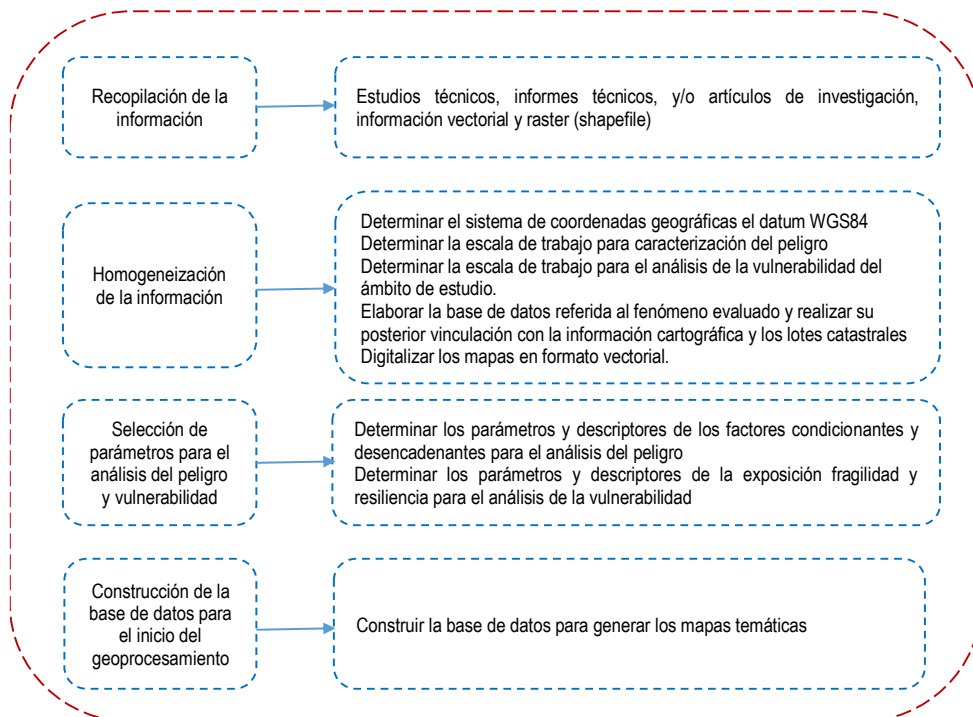 Recopilación de la
información
Estudios técnicos, informes técnicos, y/o artículos de investigación,
información vectorial y raster (shapefile)
Homogeneización
de la información
Determinar el sistema de coordenadas geográficas el datum WGS84
Determinar la escala de trabajo para caracterización del peligro
Determinar la escala de trabajo para el análisis de la vulnerabilidad del
ámbito de estudio.
Elaborar la base de datos referida al fenómeno evaluado y realizar su
posterior vinculación con la información cartográfica y los lotes catastrales
Digitalizar los mapas en formato vectorial.
Selección de
parámetros para el
análisis del peligro
y vulnerabilidad
Determinar los parámetros y descriptores de los factores condicionantes y
desencadenantes para el análisis del peligro
Determinar los parámetros y descriptores de la exposición fragilidad y
resiliencia para el análisis de la vulnerabilidad
Construcción de la
base de datos para
el inicio del
geoprocesamiento
Construir la base de datos para generar los mapas temáticas